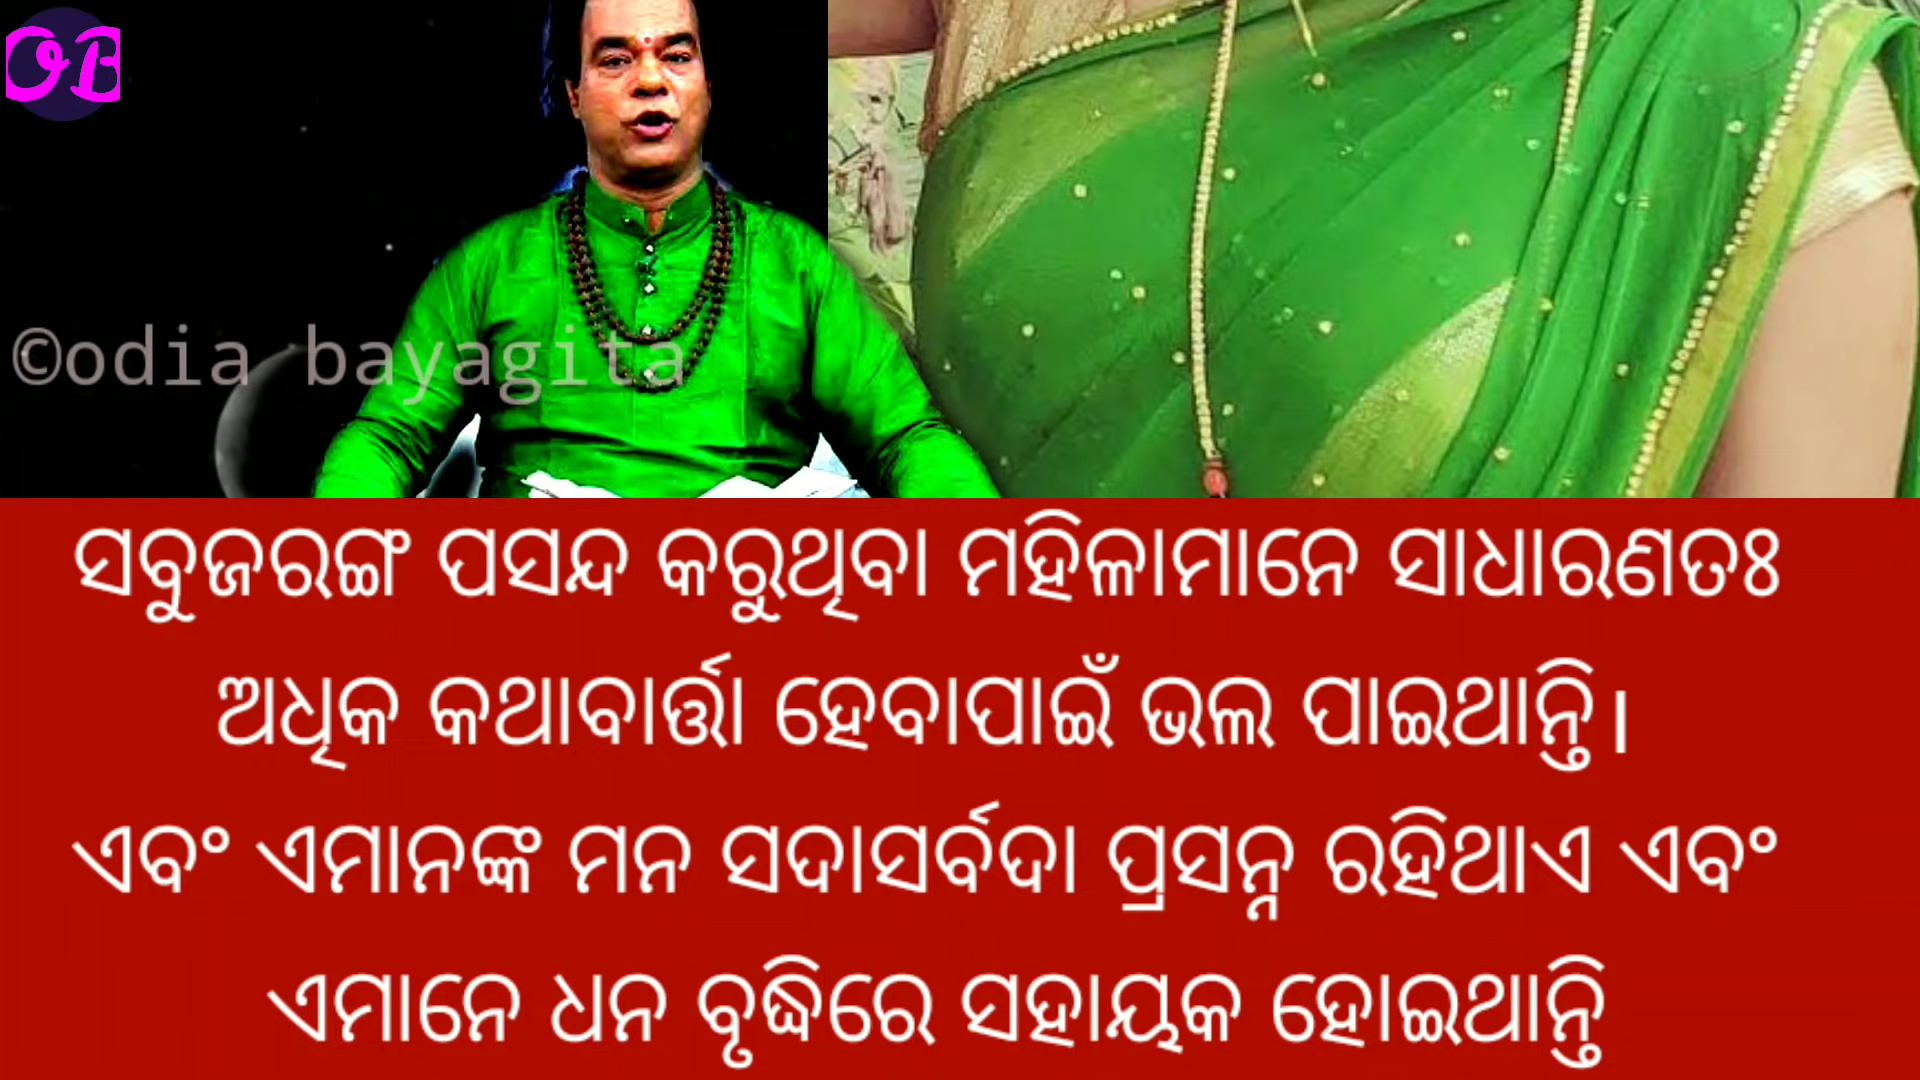 OB
©odia bayagita
ସବୁଜରଙ୍ଗ ପସନ୍ଦ କରୁଥିବା ମହିଳାମାନେ ସାଧାରଣତଃ
ଅଧିକ କଥାବାର୍ତ୍ତା ହେବାପାଇଁ ଭଲ ପାଇଥାନ୍ତି।
ଏବଂ ଏମାନଙ୍କ ମନ ସଦାସର୍ବଦା ପ୍ରସନ୍ନ ରହିଥାଏ ଏବଂ
ଏମାନେ ଧନ ବୃଦ୍ଧିରେ ସହାୟକ ହୋଇଥାନ୍ତି